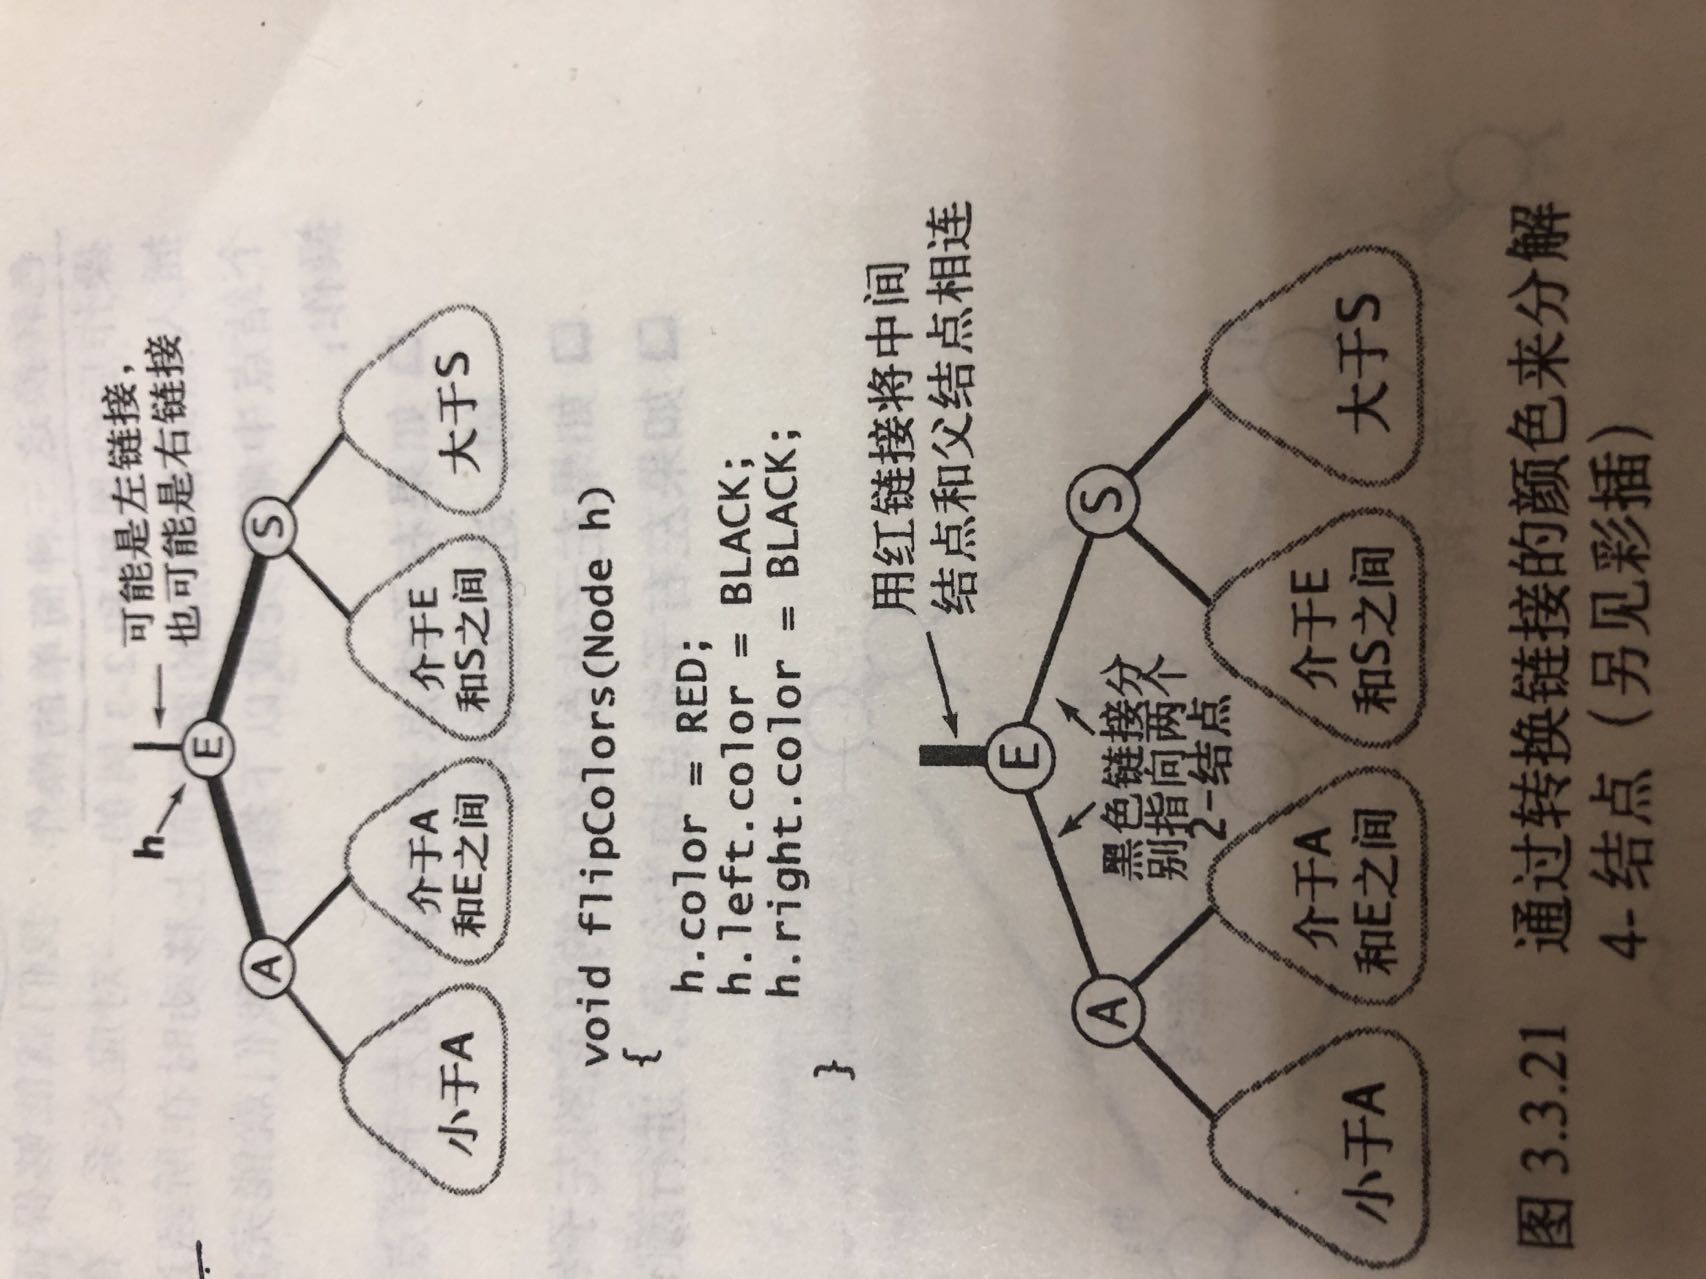 h
可能是左链接，
也可能是右链接
E
A
S
小于A
介于A
和E之间
介于E
和S之间
大于S
void flipColors(Node h)
{
h.color = RED;
h.left.color = BLACK;
h.right.color = BLACK;
}
用红链接将中间
结点和父结点相连
E
A
S
黑色链接分
别指向两个
2-结点
小于A
介于A
和E之间
介于E
和S之间
大于S
图 3.3.21 通过转换链接的颜色来分解
4- 结点（另见彩插）